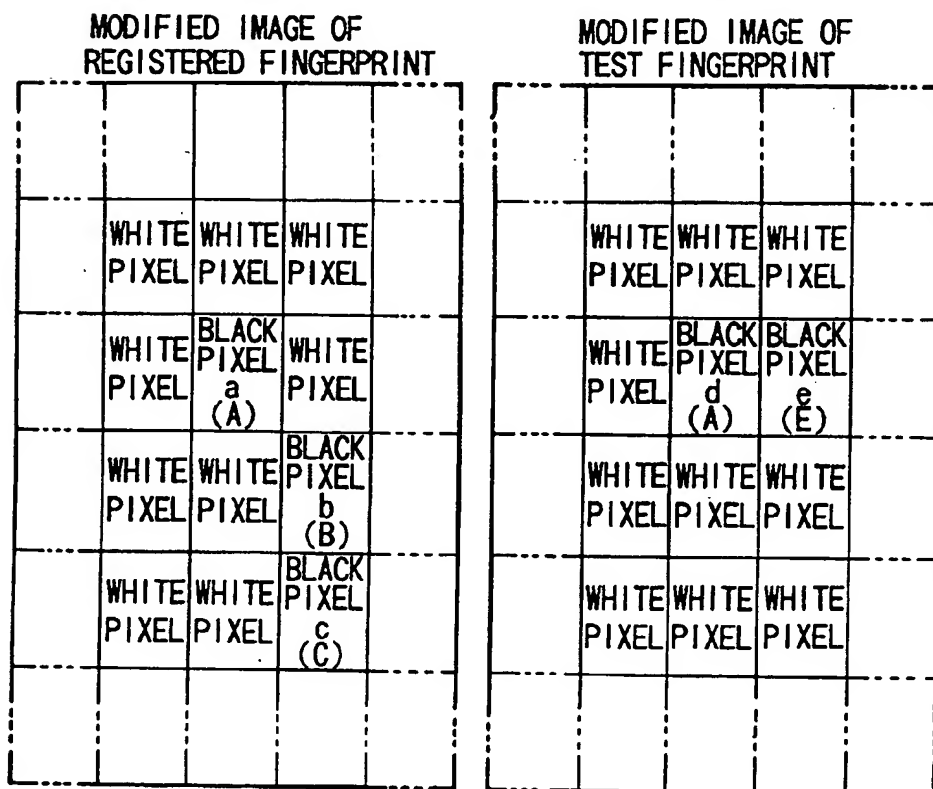 MODIFIED IMAGE OF
REGISTERED FINGERPRINT
WHITE WHITE WHITE
PIXEL PIXEL PIXEL
WHITE
PIXEL
BLACK
PIXEL
a
(A)
WHITE
PIXEL
WHITE
PIXEL
WHITE
PIXEL
BLACK
PIXEL
b
(B)
WHITE
PIXEL
WHITE
PIXEL
BLACK
PIXEL
c
(C)
MODIFIED IMAGE OF
TEST FINGERPRINT
WHITE WHITE WHITE
PIXEL PIXEL PIXEL
WHITE
PIXEL
BLACK
PIXEL
d
(A)
BLACK
PIXEL
e
(E)
WHITE WHITE WHITE
PIXEL PIXEL PIXEL
WHITE WHITE WHITE
PIXEL PIXEL PIXEL